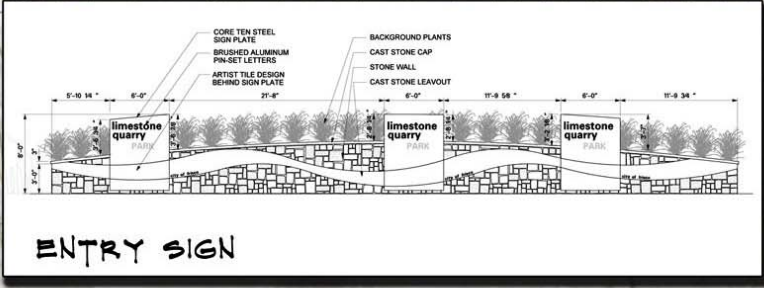 CORE TEN STEEL
SIGN PLATE
BRUSHED ALUMINUM
PIN-SET LETTERS
ARTIST TILE DESIGN
BEHIND SIGN PLATE
BACKGROUND PLANTS
CAST STONE CAP
STONE WALL
CAST STONE LEAVOUT
5'-10 1/4 "
6'-0"
21'-8"
6'-0"
11'-9 5/8 "
6'-0"
11'-9 3/4 "
8'-0"
3"
3'-0"
limestone
quarry
PARK
limestone
quarry
PARK
limestone
quarry
PARK
ENTRY SIGN